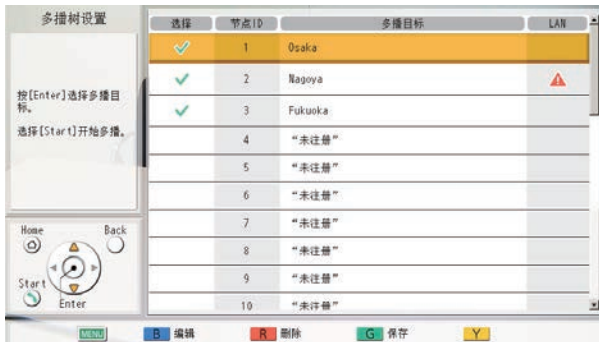 多播树设置
按[Enter]选择多播目
标。
选择[Start]开始多播。
Home
Back
Start
Enter
选择 节点ID 多播目标 LAN
1 Osaka
2 Nagoya
3 Fukuoka
4 “未注册”
5 “未注册”
6 “未注册”
7 “未注册”
8 “未注册”
9 “未注册”
10 “未注册”
MENU B 编辑 R 删除 G 保存 Y